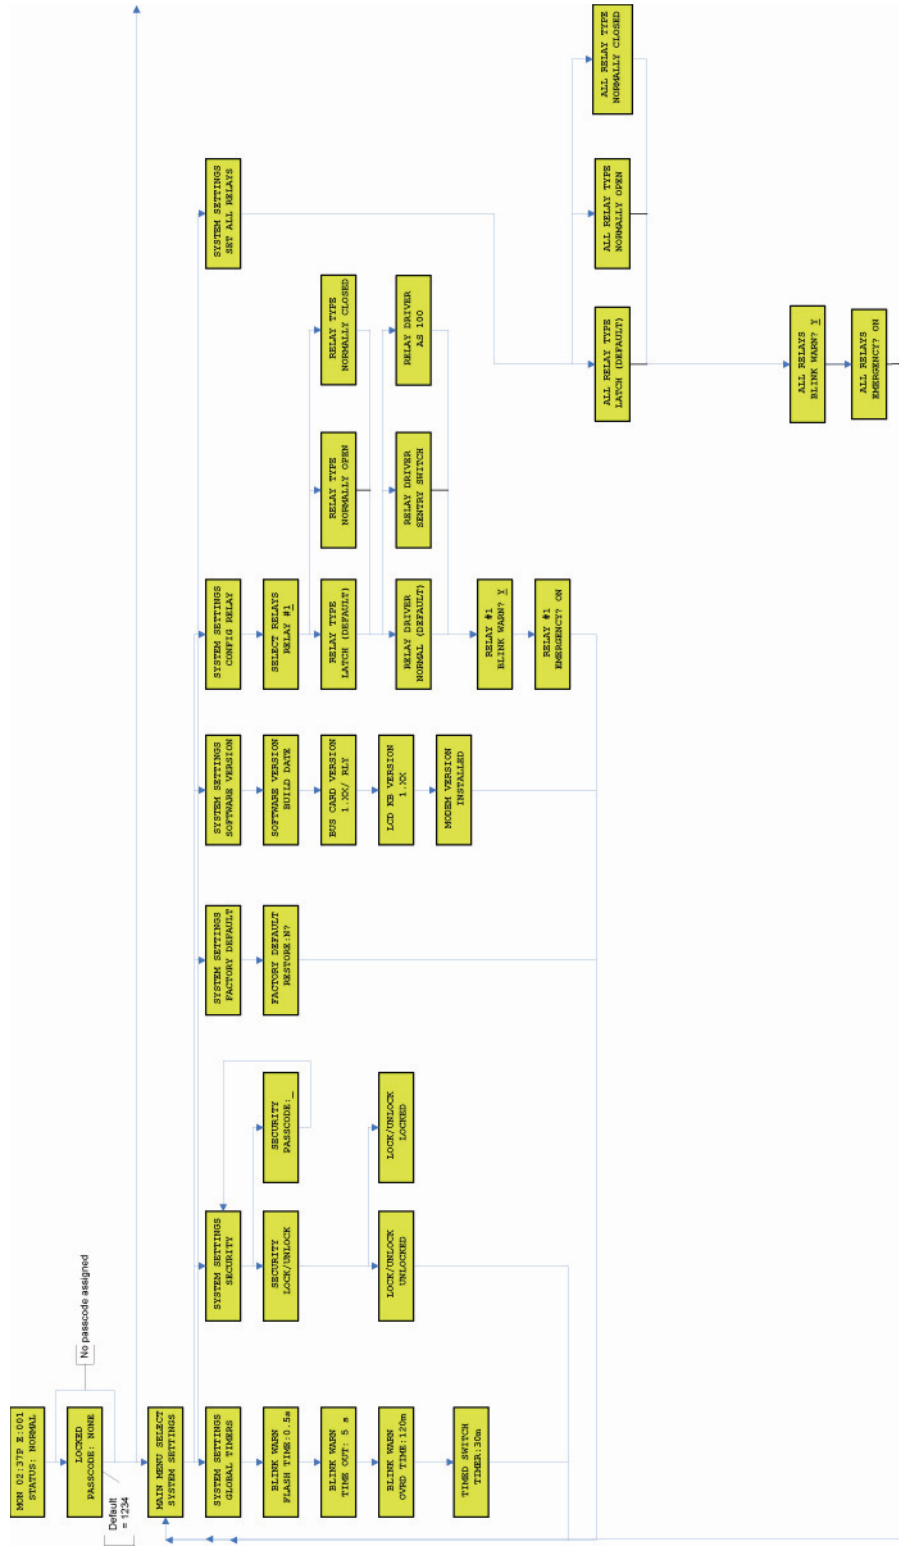 MON 02:37P E:001
STATUS: NORMAL
LOCKED
PASSCODE: NONE
No passcode assigned
Default
= 1234
MAIN MENU SELECT
SYSTEM SETTINGS
SYSTEM SETTINGS
GLOBAL TIMERS
BLINK WARN
FLASH TIME:0.5s
BLINK WARN
TIME OUT: 5 s
BLINK WARN
OVRD TIME:120m
TIMED SWITCH
TIMER:30m
SYSTEM SETTINGS
SECURITY
SECURITY
LOCK/UNLOCK
SECURITY
PASSCODE:_
LOCK/UNLOCK
UNLOCKED
LOCK/UNLOCK
LOCKED
SYSTEM SETTINGS
FACTORY DEFAULT
FACTORY DEFAULT
RESTORE:N?
SYSTEM SETTINGS
SOFTWARE VERSION
SOFTWARE VERSION
BUILD DATE
BUS CARD VERSION
1.XX/ RLY
LCD KB VERSION
1.XX
MODEM VERSION
INSTALLED
SYSTEM SETTINGS
CONFIG RELAY
SELECT RELAYS
RELAY #1
RELAY TYPE
LATCH (DEFAULT)
RELAY TYPE
NORMALLY OPEN
RELAY TYPE
NORMALLY CLOSED
RELAY DRIVER
NORMAL (DEFAULT)
RELAY DRIVER
SENTRY SWITCH
RELAY DRIVER
AS 100
RELAY #1
BLINK WARN? Y
RELAY #1
EMERGENCY? ON
SYSTEM SETTINGS
SET ALL RELAYS
ALL RELAY TYPE
LATCH (DEFAULT)
ALL RELAY TYPE
NORMALLY OPEN
ALL RELAY TYPE
NORMALLY CLOSED
ALL RELAYS
BLINK WARN? Y
ALL RELAYS
EMERGENCY? ON